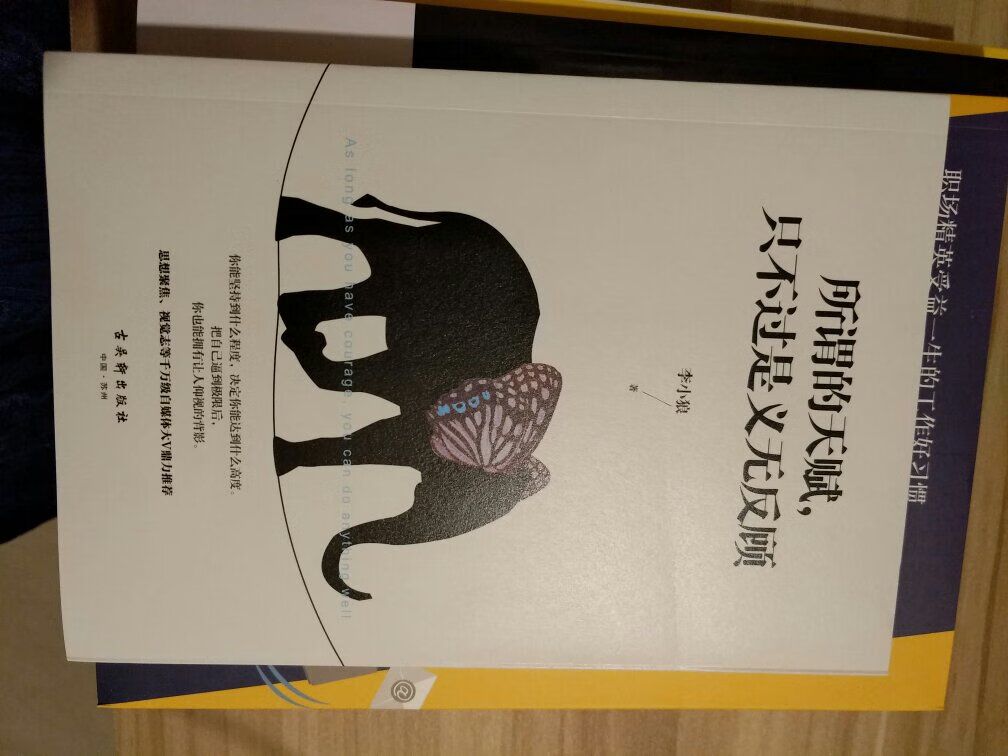 所谓的天赋,
只不过是义无反顾
李小狼
著
As long as you have courage, you can do anything well
你能坚持到什么程度,决定你能达到什么高度。
把自己逼到极限后,
你也能拥有让人仰视的背影。
思想聚焦、视觉志等千万级自媒体大V鼎力推荐
古吴轩出版社
中国·苏州
职场精英受益一生的工作好习惯
@